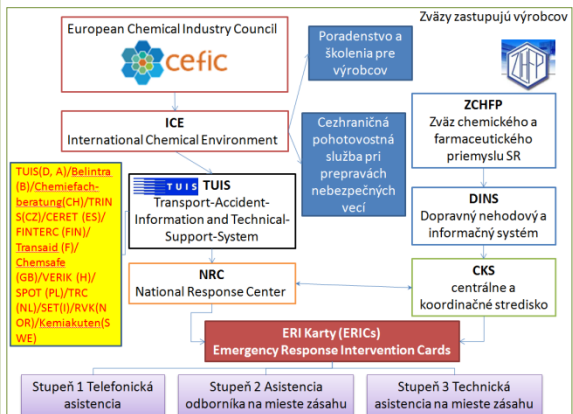 European Chemical Industry Council
cefic
Poradenstvo a
školenia pre
výrobcov
Zväzy zastupujú výrobcov
ZCHFP
ICE
International Chemical Environment
Cezhraničná
pohotovostná
služba pri
prepravách
nebezpečných
vecí
ZCHFP
Zväz chemického a
farmaceutického
priemyslu SR
TUIS(D, A)/Belintra
(B)/Chemiefach-
beratung(CH)/TRIN
S(CZ)/CERET (ES)/
FINTERC (FIN)/
Transaid (F)/
Chemsafe
(GB)/VERIK (H)/
SPOT (PL)/TRC
(NL)/SET(I)/RVK(N
OR)/Kemiakuten(S
WE)
TUIS TUIS
Transport-Accident-
Information and Technical-
Support-System
DINS
Dopravný nehodový a
informačný systém
NRC
National Response Center
CKS
centrálne a
koordinačné stredisko
ERI Karty (ERICs)
Emergency Response Intervention Cards
Stupeň 1 Telefonická
asistencia
Stupeň 2 Asistencia
odborníka na mieste zásahu
Stupeň 3 Technická
asistencia na mieste zásahu